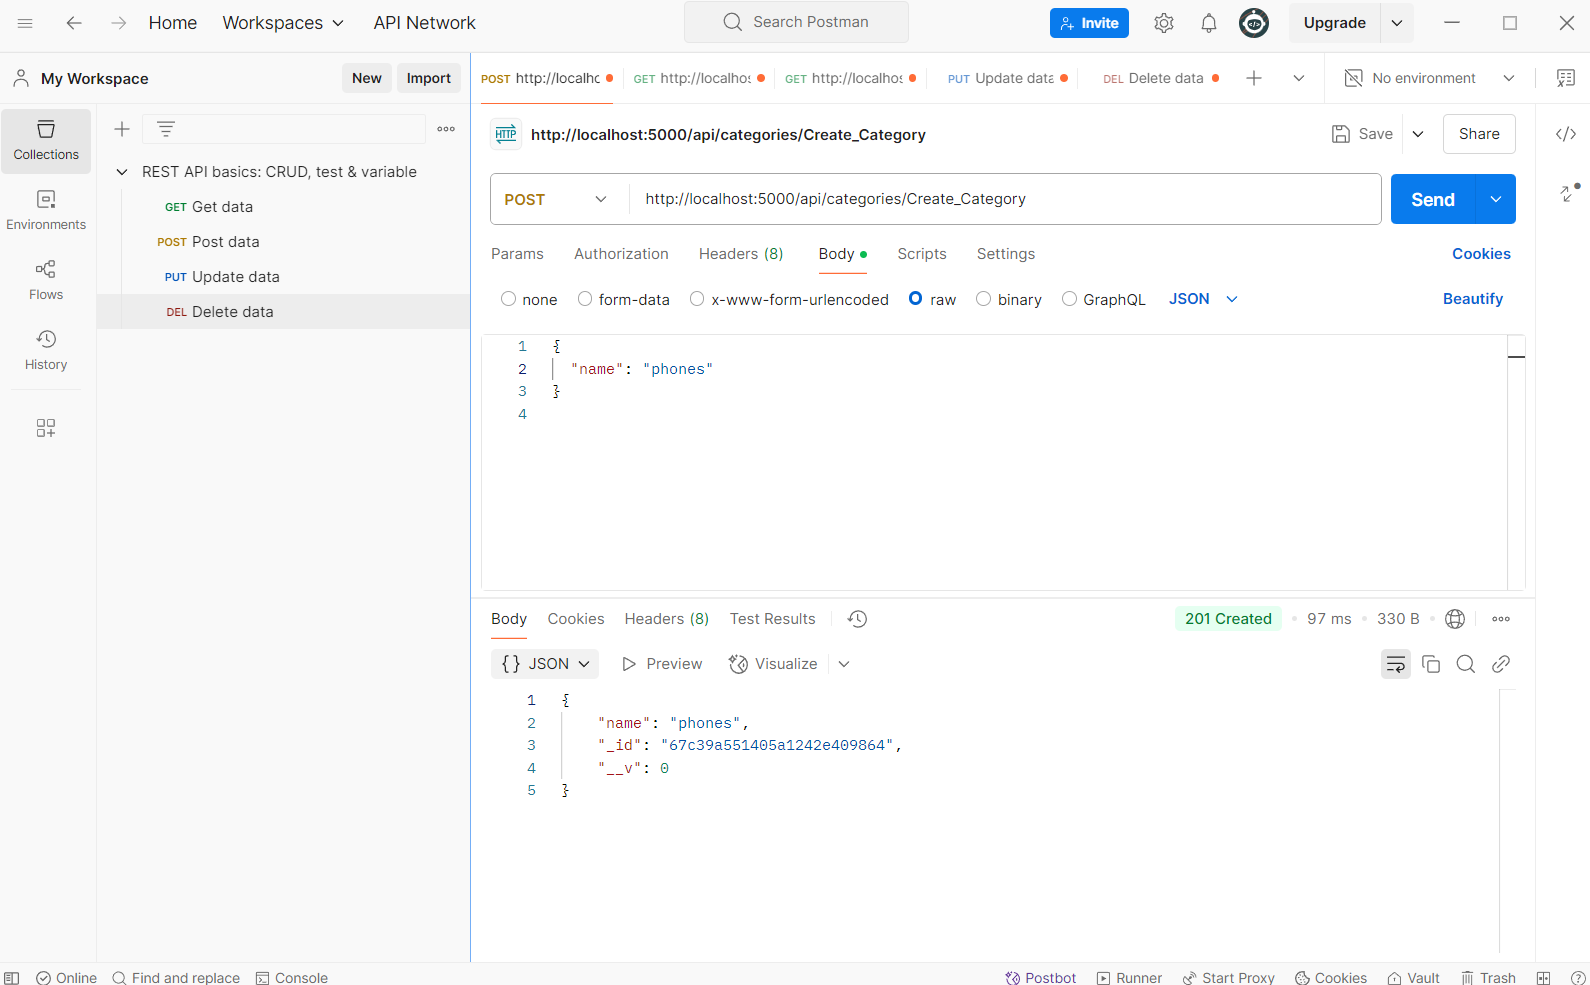 Home Workspaces API Network Search Postman Invite Upgrade
My Workspace New Import POST http://localhc GET http://localhos GET http://localhos PUT Update data DEL Delete data No environment
Collections
Environments
Flows
History
REST API basics: CRUD, test & variable
GET Get data
POST Post data
PUT Update data
DEL Delete data
HTTP http://localhost:5000/api/categories/Create_Category Save Share
POST http://localhost:5000/api/categories/Create_Category Send
Params Authorization Headers (8) Body Scripts Settings Cookies
none form-data x-www-form-urlencoded raw binary GraphQL JSON Beautify
1 {
2 "name": "phones"
3 }
4
Body Cookies Headers (8) Test Results 201 Created 97 ms 330 B
{} JSON Preview Visualize
1 {
2 "name": "phones",
3 "_id": "67c39a551405a1242e409864",
4 "__v": 0
5 }
Online Find and replace Console Postbot Runner Start Proxy Cookies Vault Trash